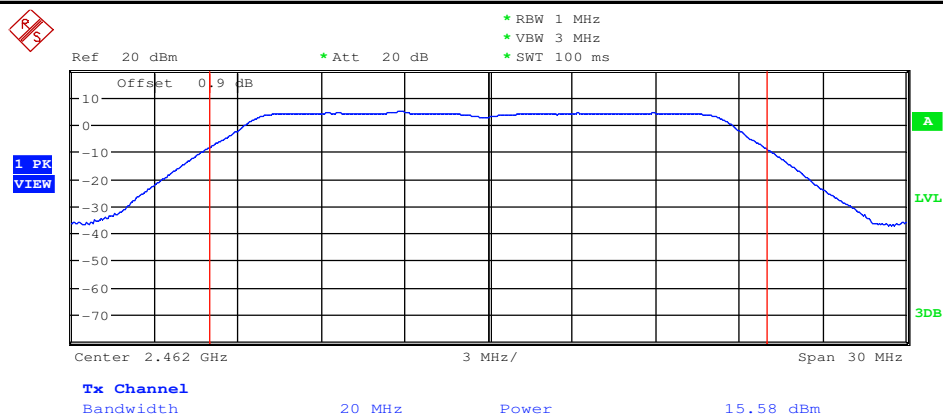 R S
* RBW 1 MHz
* VBW 3 MHz
Ref 20 dBm * Att 20 dB * SWT 100 ms
Offset 0.9 dB
10
0
A
-10
1 PK
VIEW
-20
LVL
-30
-40
-50
-60
-70
3DB
Center 2.462 GHz 3 MHz/ Span 30 MHz
Tx Channel
Bandwidth 20 MHz Power 15.58 dBm